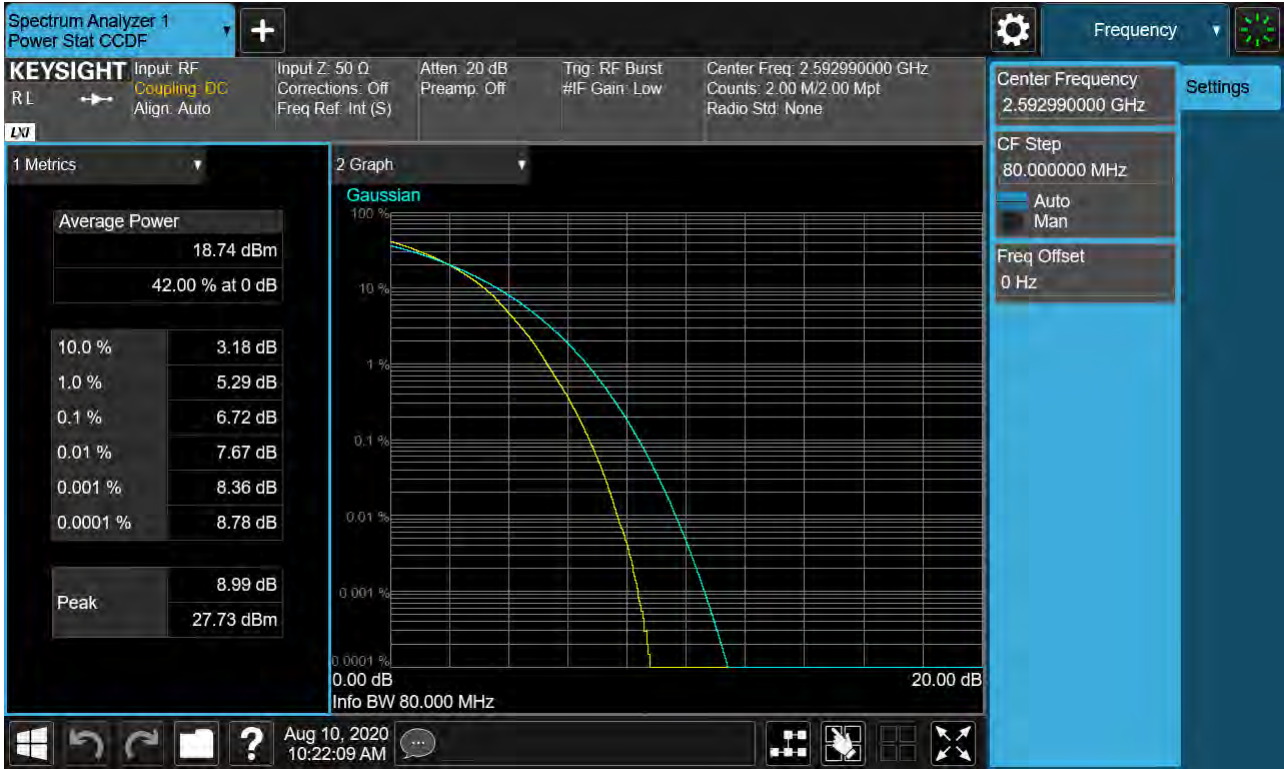 Spectrum Analyzer 1
Power Stat CCDF
Frequency
KEYSIGHT
RL
LXI
Input: RF
Coupling: DC
Align: Auto
Input Z: 50 Ω
Corrections: Off
Freq Ref: Int (S)
Atten: 20 dB
Preamp: Off
Trig: RF Burst
#IF Gain: Low
Center Freq: 2.592990000 GHz
Counts: 2.00 M/2.00 Mpt
Radio Std: None
Center Frequency
2.592990000 GHz
Settings
CF Step
80.000000 MHz
Auto
Man
Freq Offset
0 Hz
1 Metrics
Average Power
18.74 dBm
42.00 % at 0 dB
10.0 % 3.18 dB
1.0 % 5.29 dB
0.1 % 6.72 dB
0.01 % 7.67 dB
0.001 % 8.36 dB
0.0001 % 8.78 dB
Peak
8.99 dB
27.73 dBm
2 Graph
Gaussian
100 %
10 %
1 %
0.1 %
0.01 %
0.001 %
0.0001 %
0.00 dB 20.00 dB
Info BW 80.000 MHz
?
Aug 10, 2020
10:22:09 AM